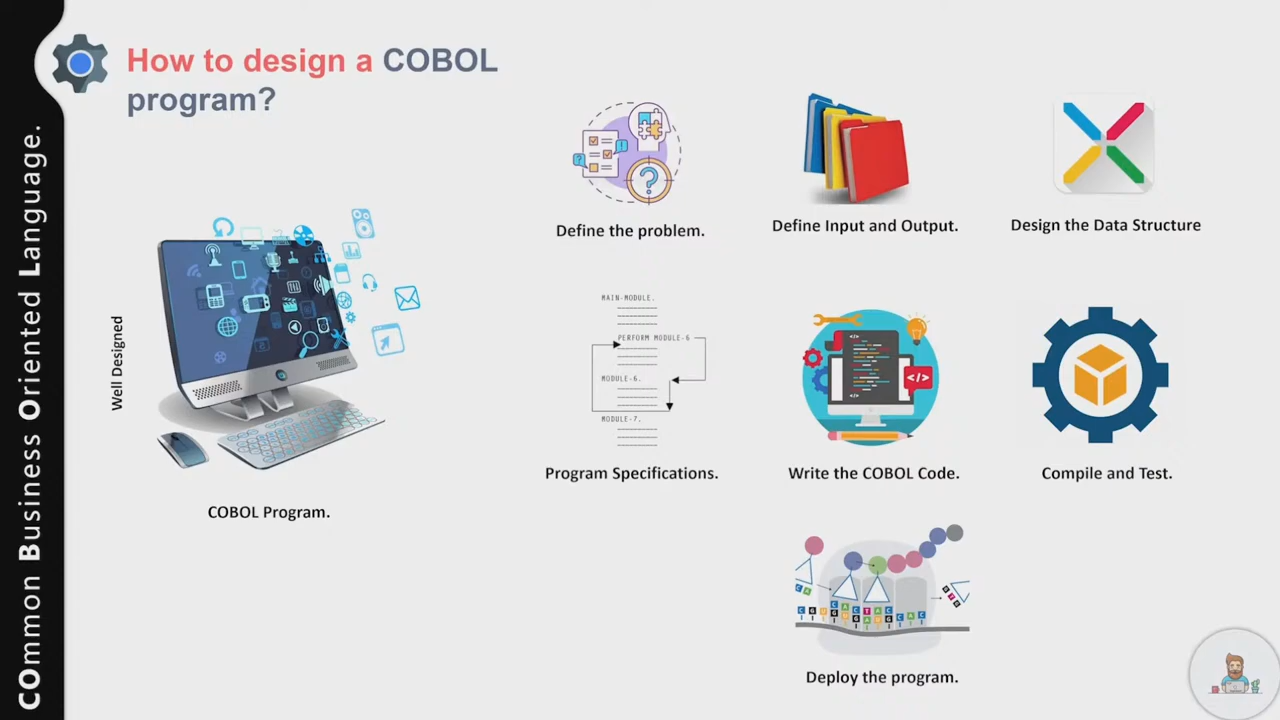 How to design a COBOL
program?
COmmon Business Oriented Language.
Well Designed
COBOL Program.
Define the problem.
Define Input and Output.
Design the Data Structure
MAIN-MODULE.
PERFORM MODULE-6
MODULE-6.
MODULE-7.
Program Specifications.
Write the COBOL Code.
Compile and Test.
Deploy the program.